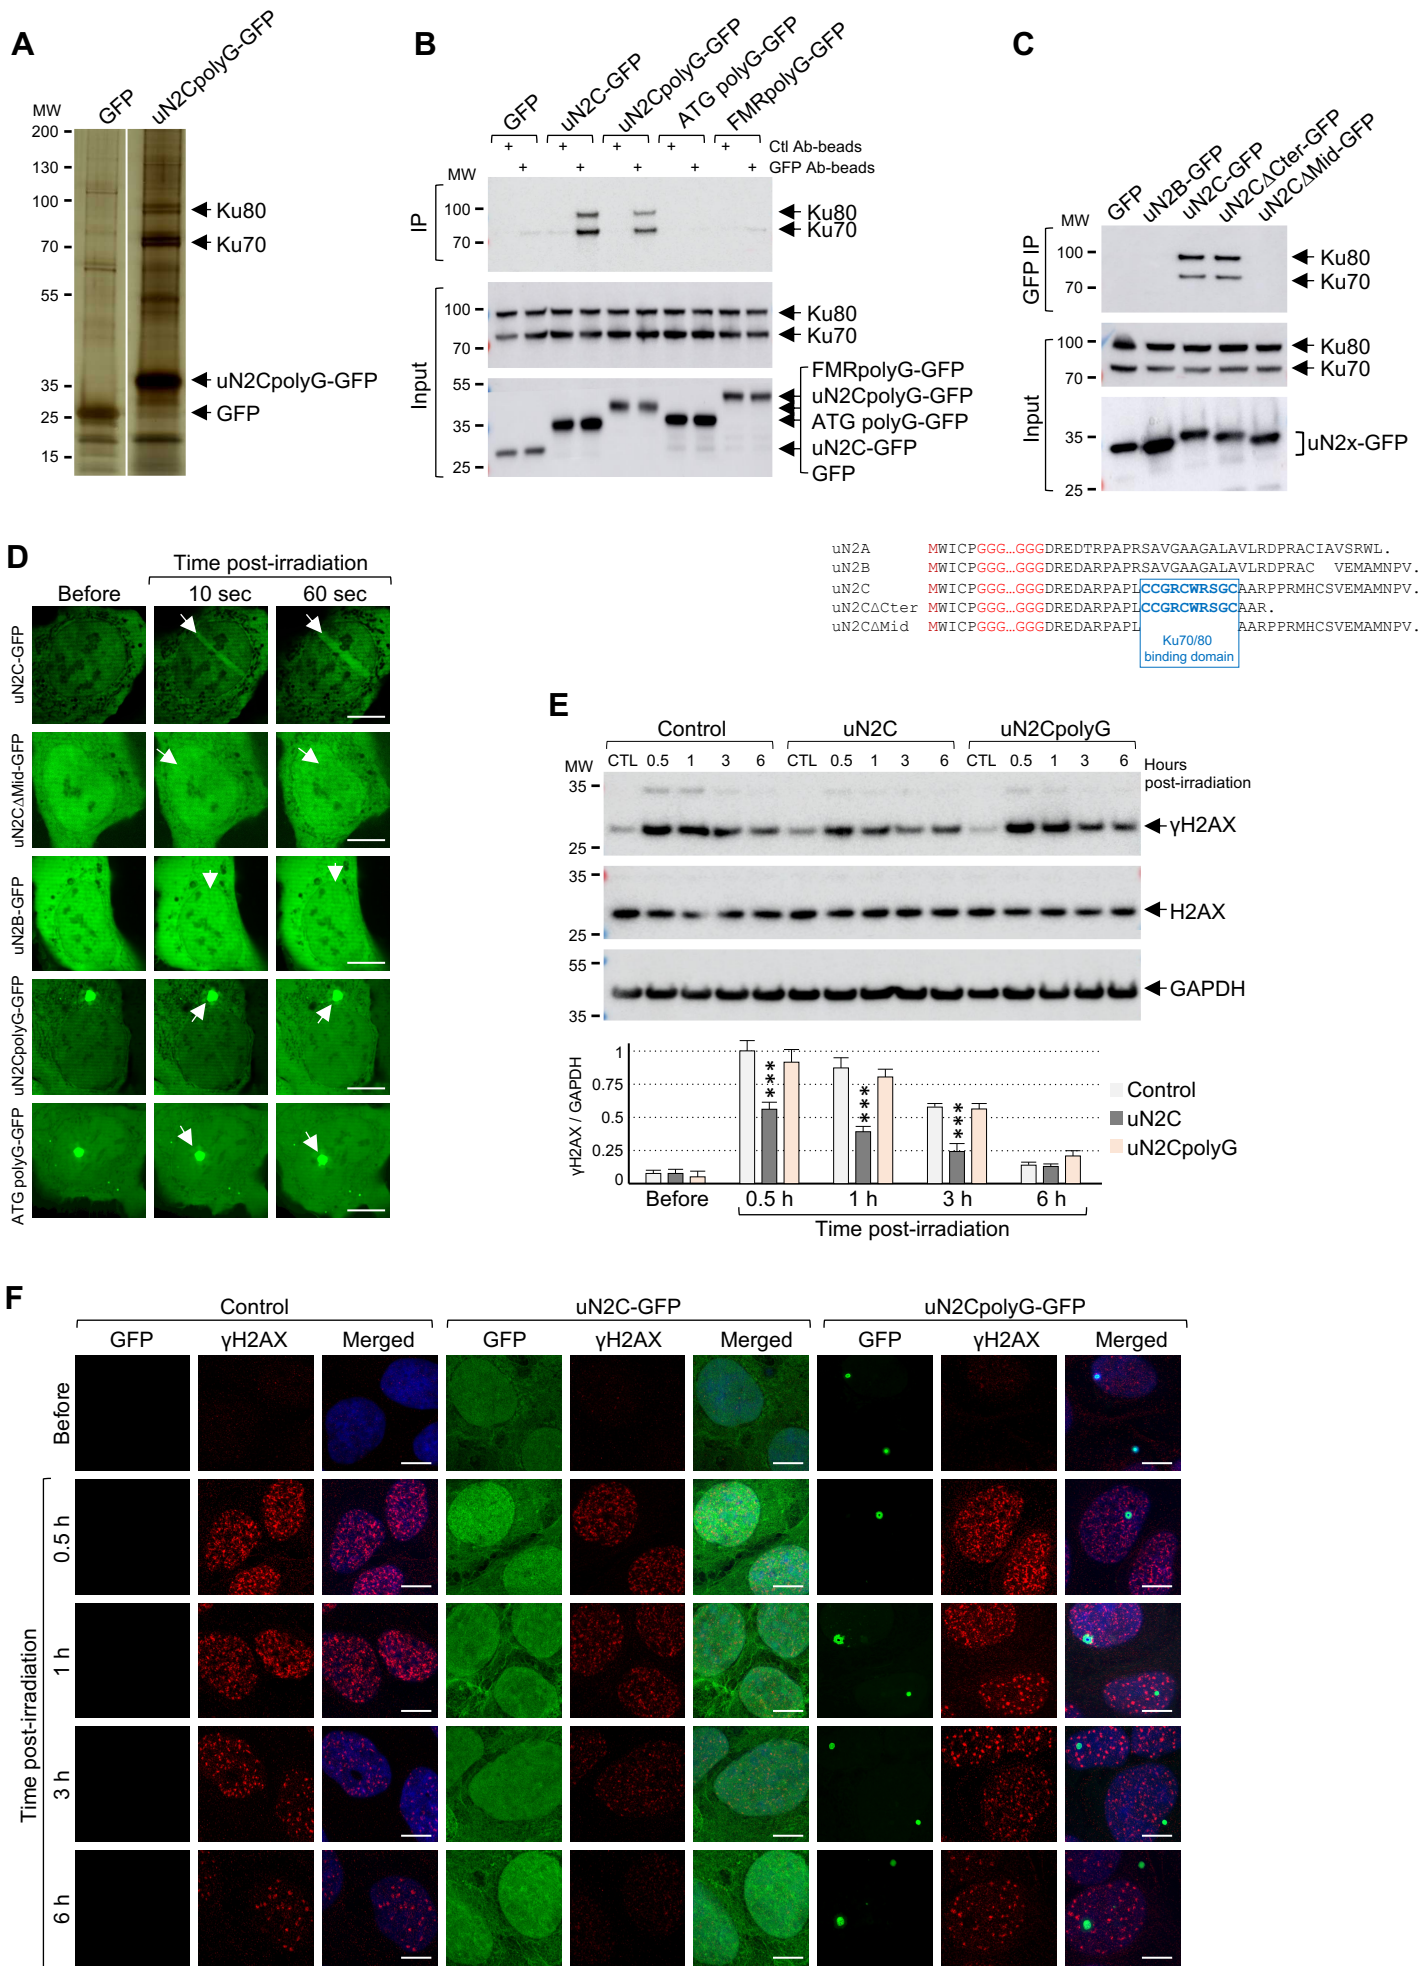 A
GFP
uN2CpolyG-GFP
MW
200
130
100
70
55
35
25
15
Ku80
Ku70
uN2CpolyG-GFP
GFP
B
GFP
uN2C-GFP
uN2CpolyG-GFP
ATG polyG-GFP
FMRpolyG-GFP
+ + + + + Ctl Ab-beads
+ + + + + GFP Ab-beads
MW
IP
100
70
Ku80
Ku70
Input
100
70
Ku80
Ku70
55
35
25
FMRpolyG-GFP
uN2CpolyG-GFP
ATG polyG-GFP
uN2C-GFP
GFP
C
GFP
uN2B-GFP
uN2C-GFP
uN2CΔCter-GFP
uN2CΔMid-GFP
MW
GFP IP
100
70
Ku80
Ku70
Input
100
70
Ku80
Ku70
35
25
uN2x-GFP
uN2A MWICPGGG…GGGDREDTRPAPRSAVGAAGALAVLRDPRACIAVSRWL.
uN2B MWICPGGG…GGGDREDARPAPRSAVGAAGALAVLRDPRAC VEMAMNPV.
uN2C MWICPGGG…GGGDREDARPAPLCCGRCWRSGCAARPPRMHCSVEMAMNPV.
uN2CΔCter MWICPGGG…GGGDREDARPAPLCCGRCWRSGCAAR.
uN2CΔMid MWICPGGG…GGGDREDARPAPL AARPPRMHCSVEMAMNPV.
Ku70/80
binding domain
D
Time post-irradiation
Before 10 sec 60 sec
uN2C-GFP
uN2CΔMid-GFP
uN2B-GFP
uN2CpolyG-GFP
ATG polyG-GFP
E
Control uN2C uN2CpolyG
MW CTL 0.5 1 3 6 CTL 0.5 1 3 6 CTL 0.5 1 3 6 Hours
post-irradiation
35
25
γH2AX
35
25
H2AX
55
35
GAPDH
γH2AX / GAPDH
1
0.75
0.5
0.25
0
***
***
***
Control
uN2C
uN2CpolyG
Before 0.5 h 1 h 3 h 6 h
Time post-irradiation
F
Control uN2C-GFP uN2CpolyG-GFP
GFP γH2AX Merged GFP γH2AX Merged GFP γH2AX Merged
Before
Time post-irradiation
0.5 h
1 h
3 h
6 h